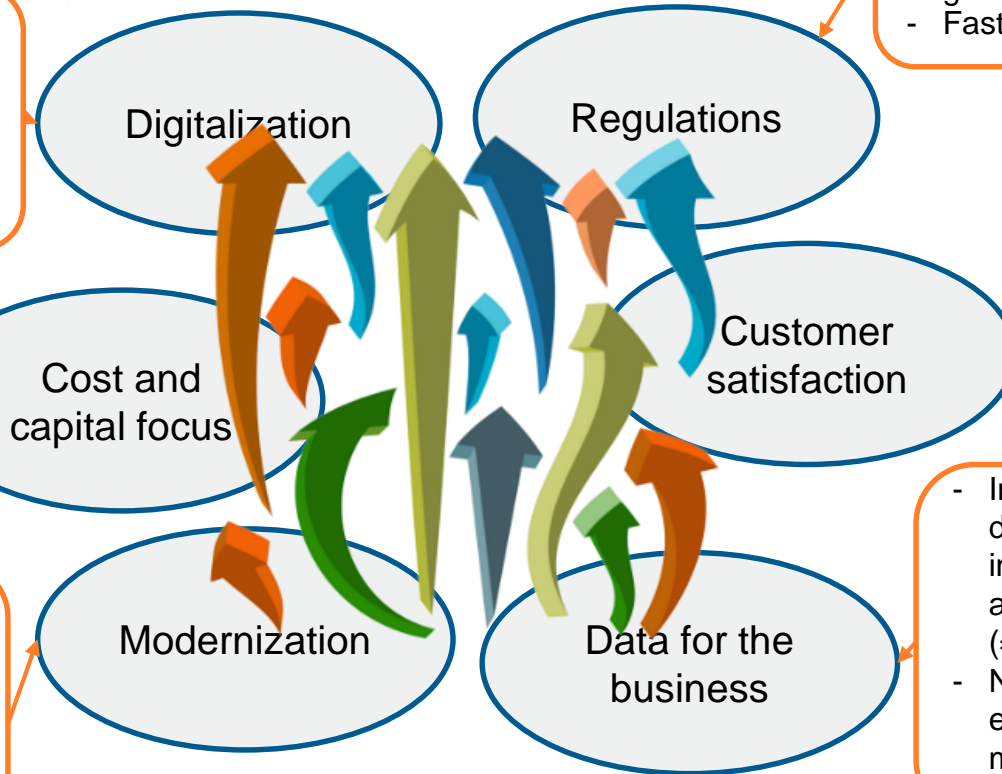 - Fast
Digitalization
Regulations
Customer
satisfaction
Cost and
capital focus
Modernization
Data for the
business